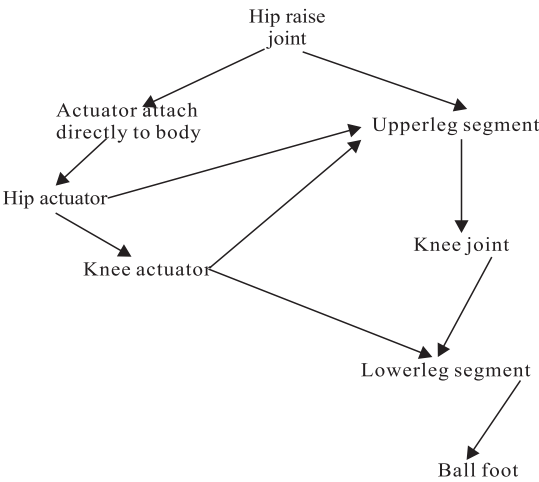 Hip raise
joint
Actuator attach
directly to body
Upperleg segment
Hip actuator
Knee joint
Knee actuator
Lowerleg segment
Ball foot